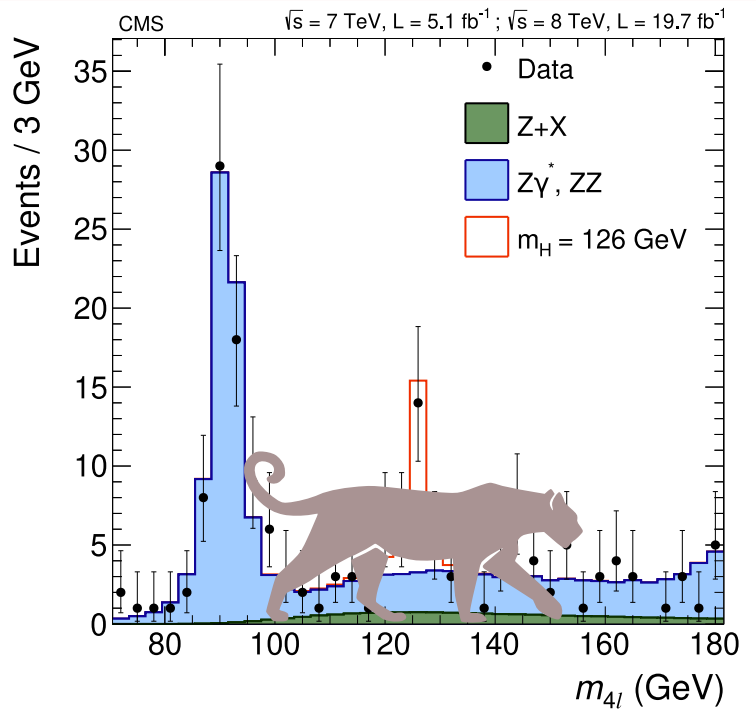 CMS
√s = 7 TeV, L = 5.1 fb⁻¹ ; √s = 8 TeV, L = 19.7 fb⁻¹
Events / 3 GeV
35
30
25
20
15
10
5
0
Data
Z+X
Zγ*, ZZ
m_H = 126 GeV
80 100 120 140 160 180
m_4l (GeV)